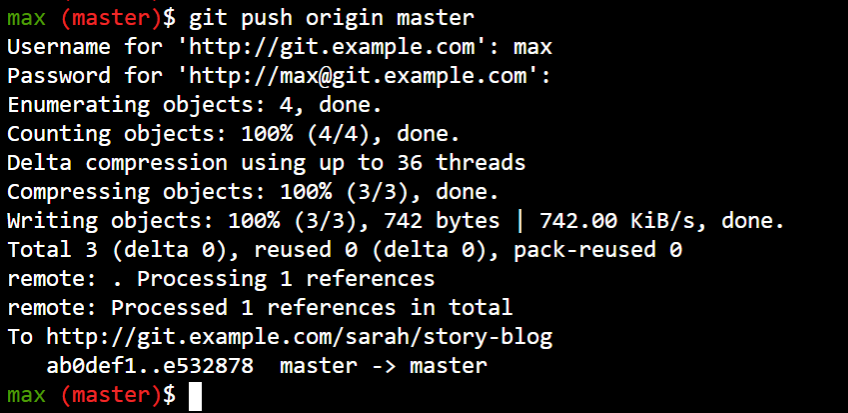 max (master)$ git push origin master
Username for 'http://git.example.com': max
Password for 'http://max@git.example.com':
Enumerating objects: 4, done.
Counting objects: 100% (4/4), done.
Delta compression using up to 36 threads
Compressing objects: 100% (3/3), done.
Writing objects: 100% (3/3), 742 bytes | 742.00 KiB/s, done.
Total 3 (delta 0), reused 0 (delta 0), pack-reused 0
remote: . Processing 1 references
remote: Processed 1 references in total
To http://git.example.com/sarah/story-blog
   ab0def1..e532878  master -> master
max (master)$